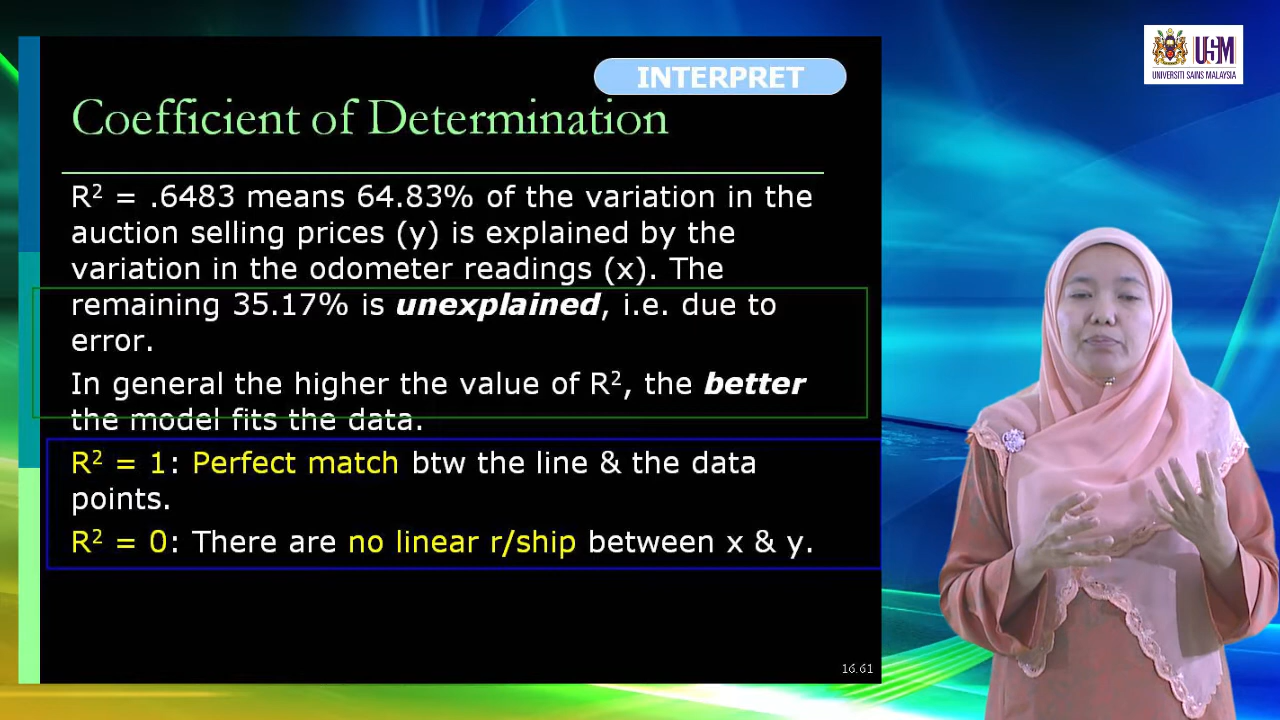 USM
UNIVERSITI SAINS MALAYSIA
INTERPRET
Coefficient of Determination
R² = .6483 means 64.83% of the variation in the
auction selling prices (y) is explained by the
variation in the odometer readings (x). The
remaining 35.17% is unexplained, i.e. due to
error.
In general the higher the value of R², the better
the model fits the data.
R² = 1: Perfect match btw the line & the data
points.
R² = 0: There are no linear r/ship between x & y.
16.61